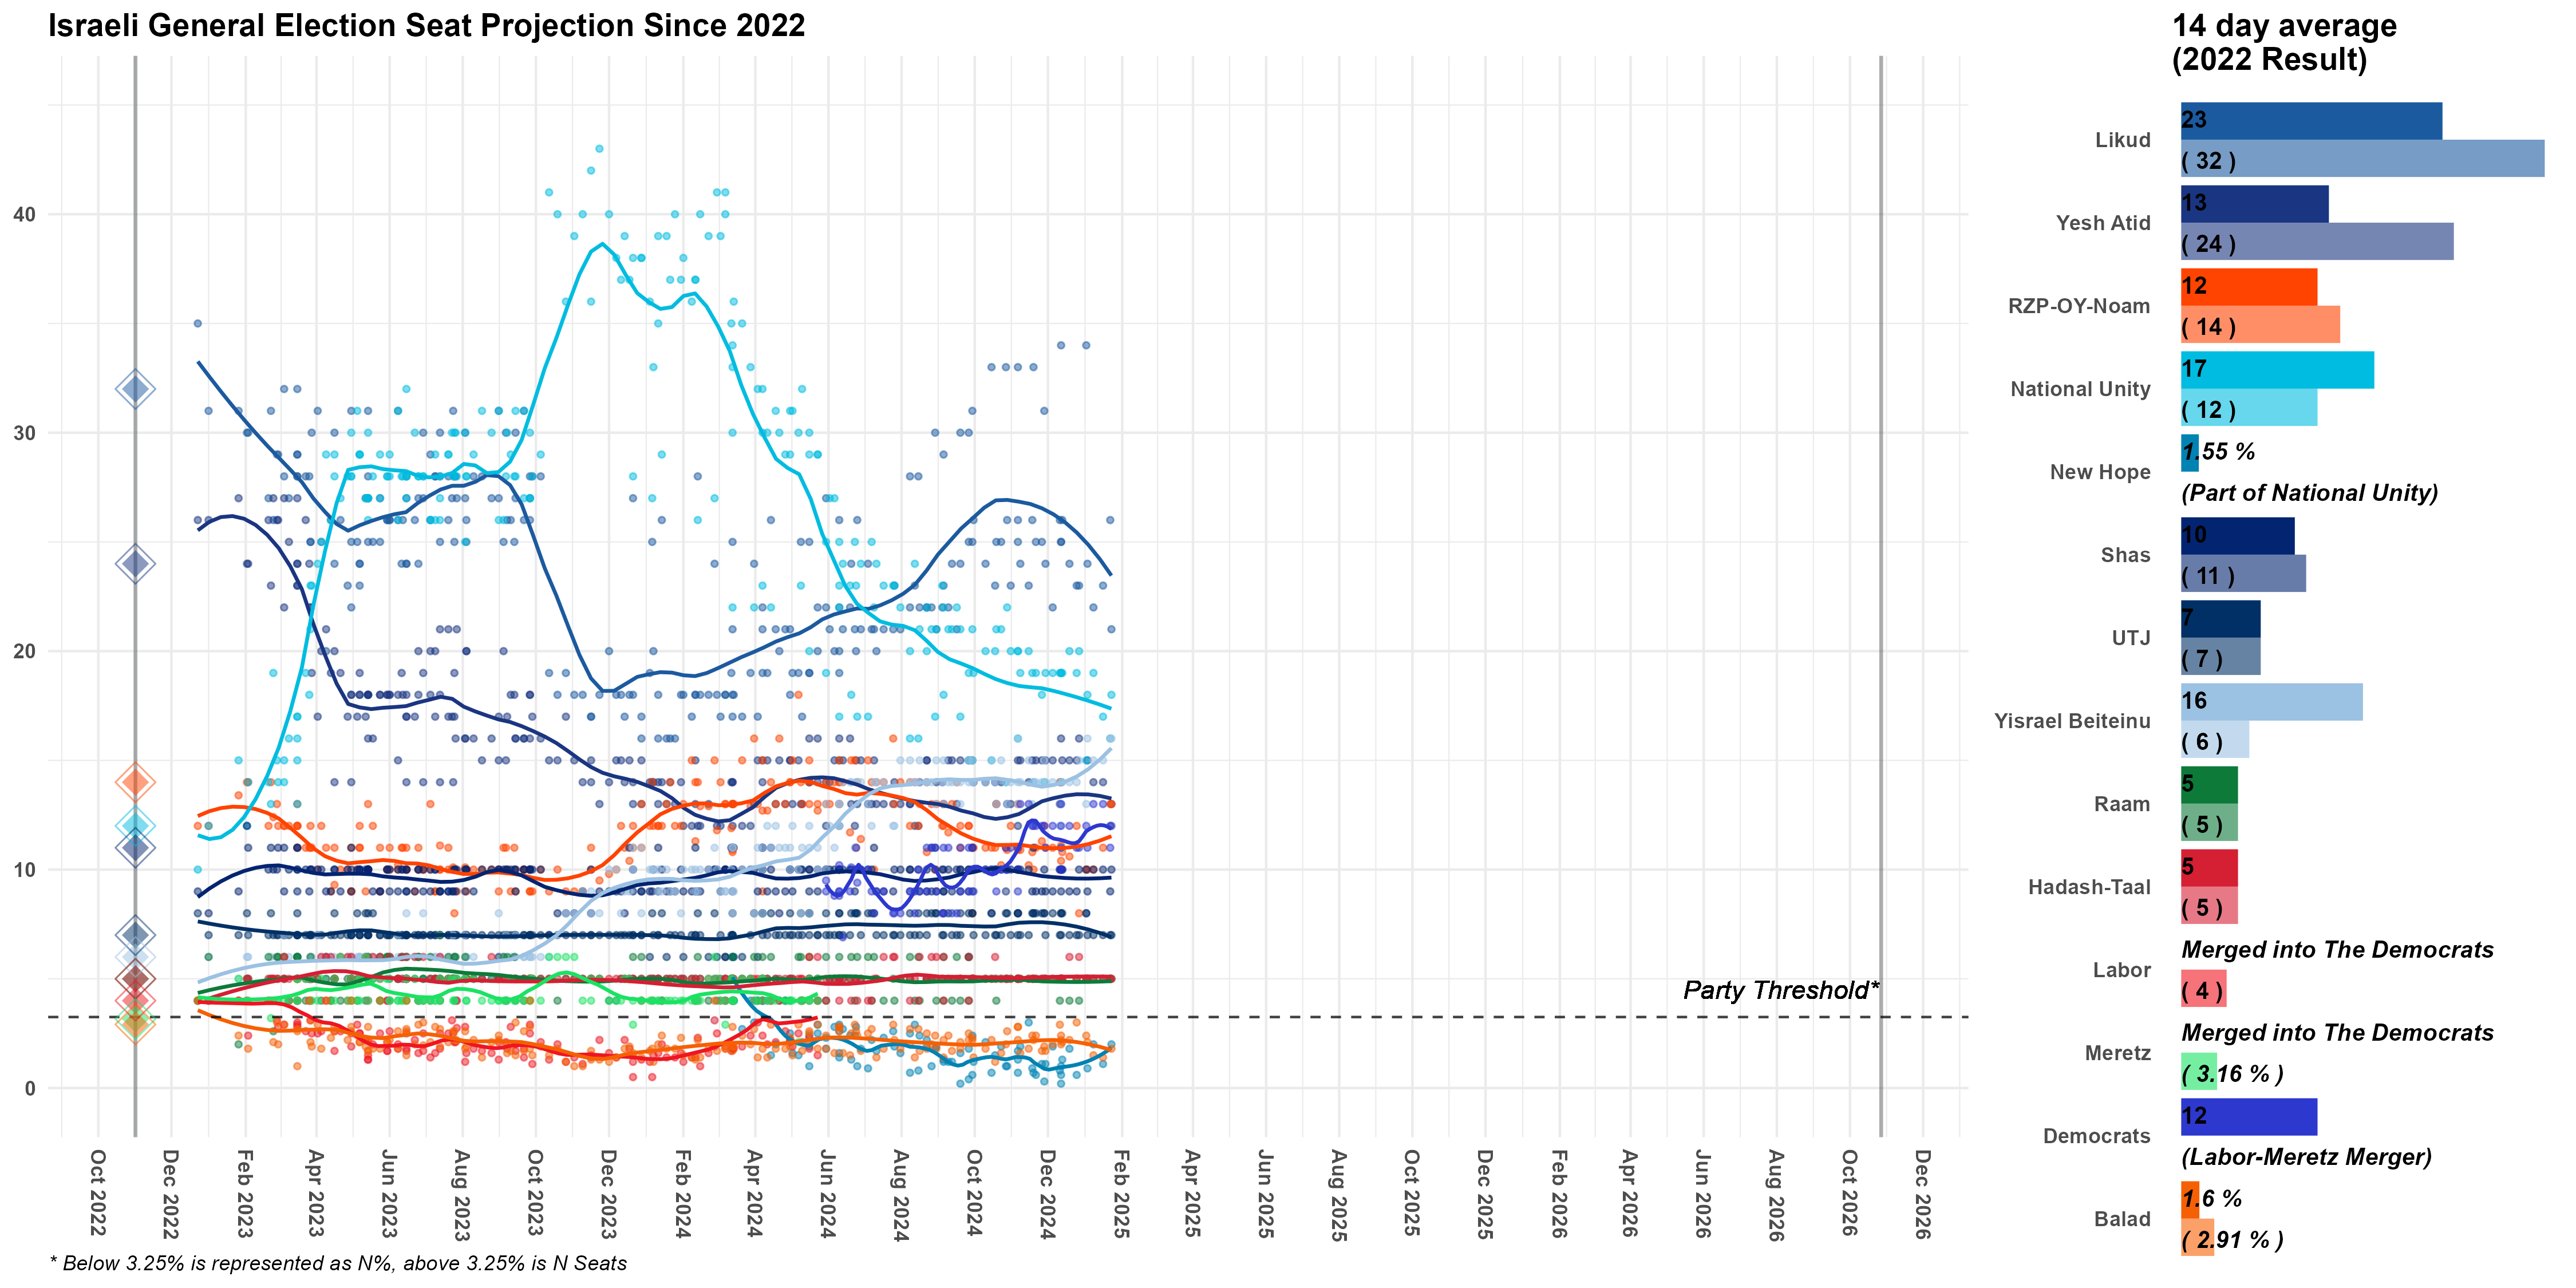 Israeli General Election Seat Projection Since 2022
14 day average
(2022 Result)
40
30
20
10
0
Party Threshold*
Oct 2022
Dec 2022
Feb 2023
Apr 2023
Jun 2023
Aug 2023
Oct 2023
Dec 2023
Feb 2024
Apr 2024
Jun 2024
Aug 2024
Oct 2024
Dec 2024
Feb 2025
Apr 2025
Jun 2025
Aug 2025
Oct 2025
Dec 2025
Feb 2026
Apr 2026
Jun 2026
Aug 2026
Oct 2026
Dec 2026
* Below 3.25% is represented as N%, above 3.25% is N Seats
Likud
23
( 32 )
Yesh Atid
13
( 24 )
RZP-OY-Noam
12
( 14 )
National Unity
17
( 12 )
New Hope
1.55 %
(Part of National Unity)
Shas
10
( 11 )
UTJ
7
( 7 )
Yisrael Beiteinu
16
( 6 )
Raam
5
( 5 )
Hadash-Taal
5
( 5 )
Labor
Merged into The Democrats
( 4 )
Meretz
Merged into The Democrats
( 3.16 % )
Democrats
12
(Labor-Meretz Merger)
Balad
1.6 %
( 2.91 % )